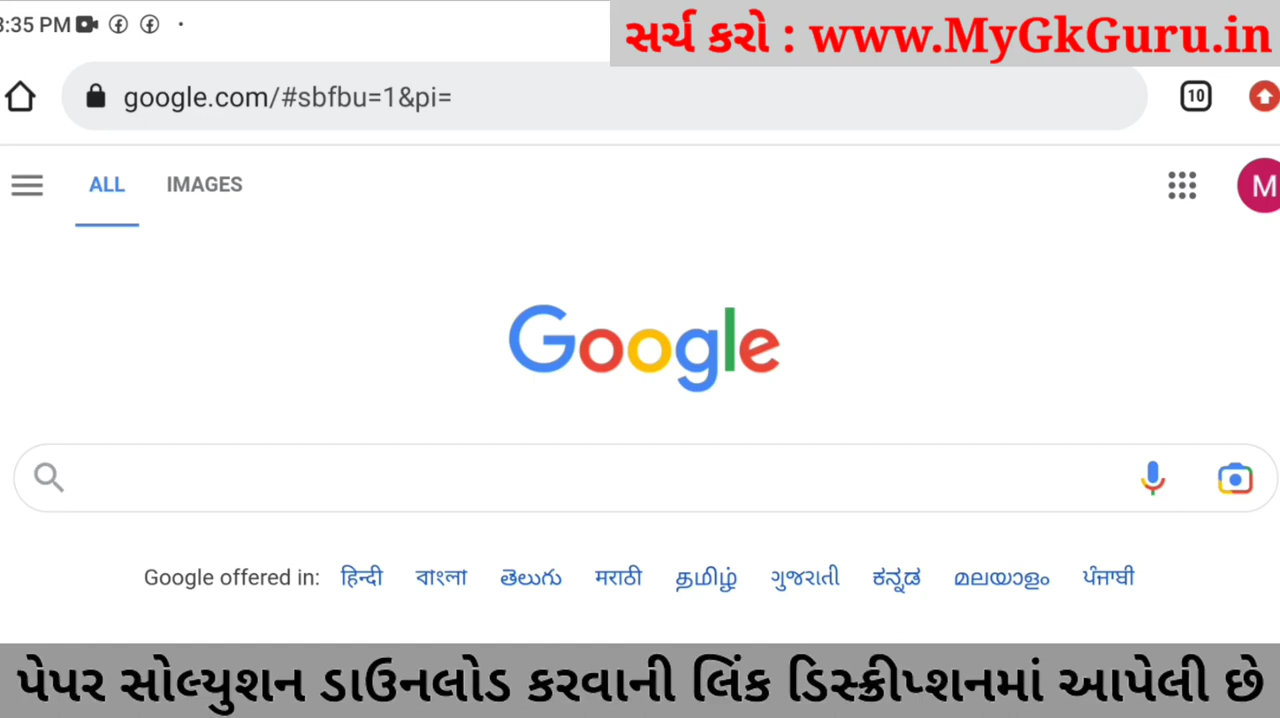 3:35 PM
સર્ચ કરો : www.MyGkGuru.in
google.com/#sbfbu=1&pi=
10
ALL IMAGES
M
Google
Google offered in: हिन्दी বাংলা తెలుగు मराठी தமிழ் ગુજરાતી ಕನ್ನಡ മലയാളം ਪੰਜਾਬੀ
પેપર સોલ્યુશન ડાઉનલોડ કરવાની લિંક ડિસ્ક્રીપ્શનમાં આપેલી છે